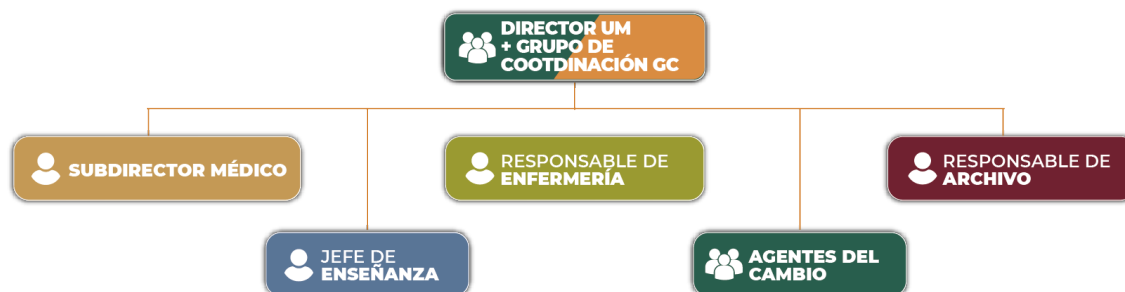 DIRECTOR UM
+ GRUPO DE
COOTDINACIÓN GC
SUBDIRECTOR MÉDICO
RESPONSABLE DE
ENFERMERÍA
RESPONSABLE DE
ARCHIVO
JEFE DE
ENSEÑANZA
AGENTES DEL
CAMBIO